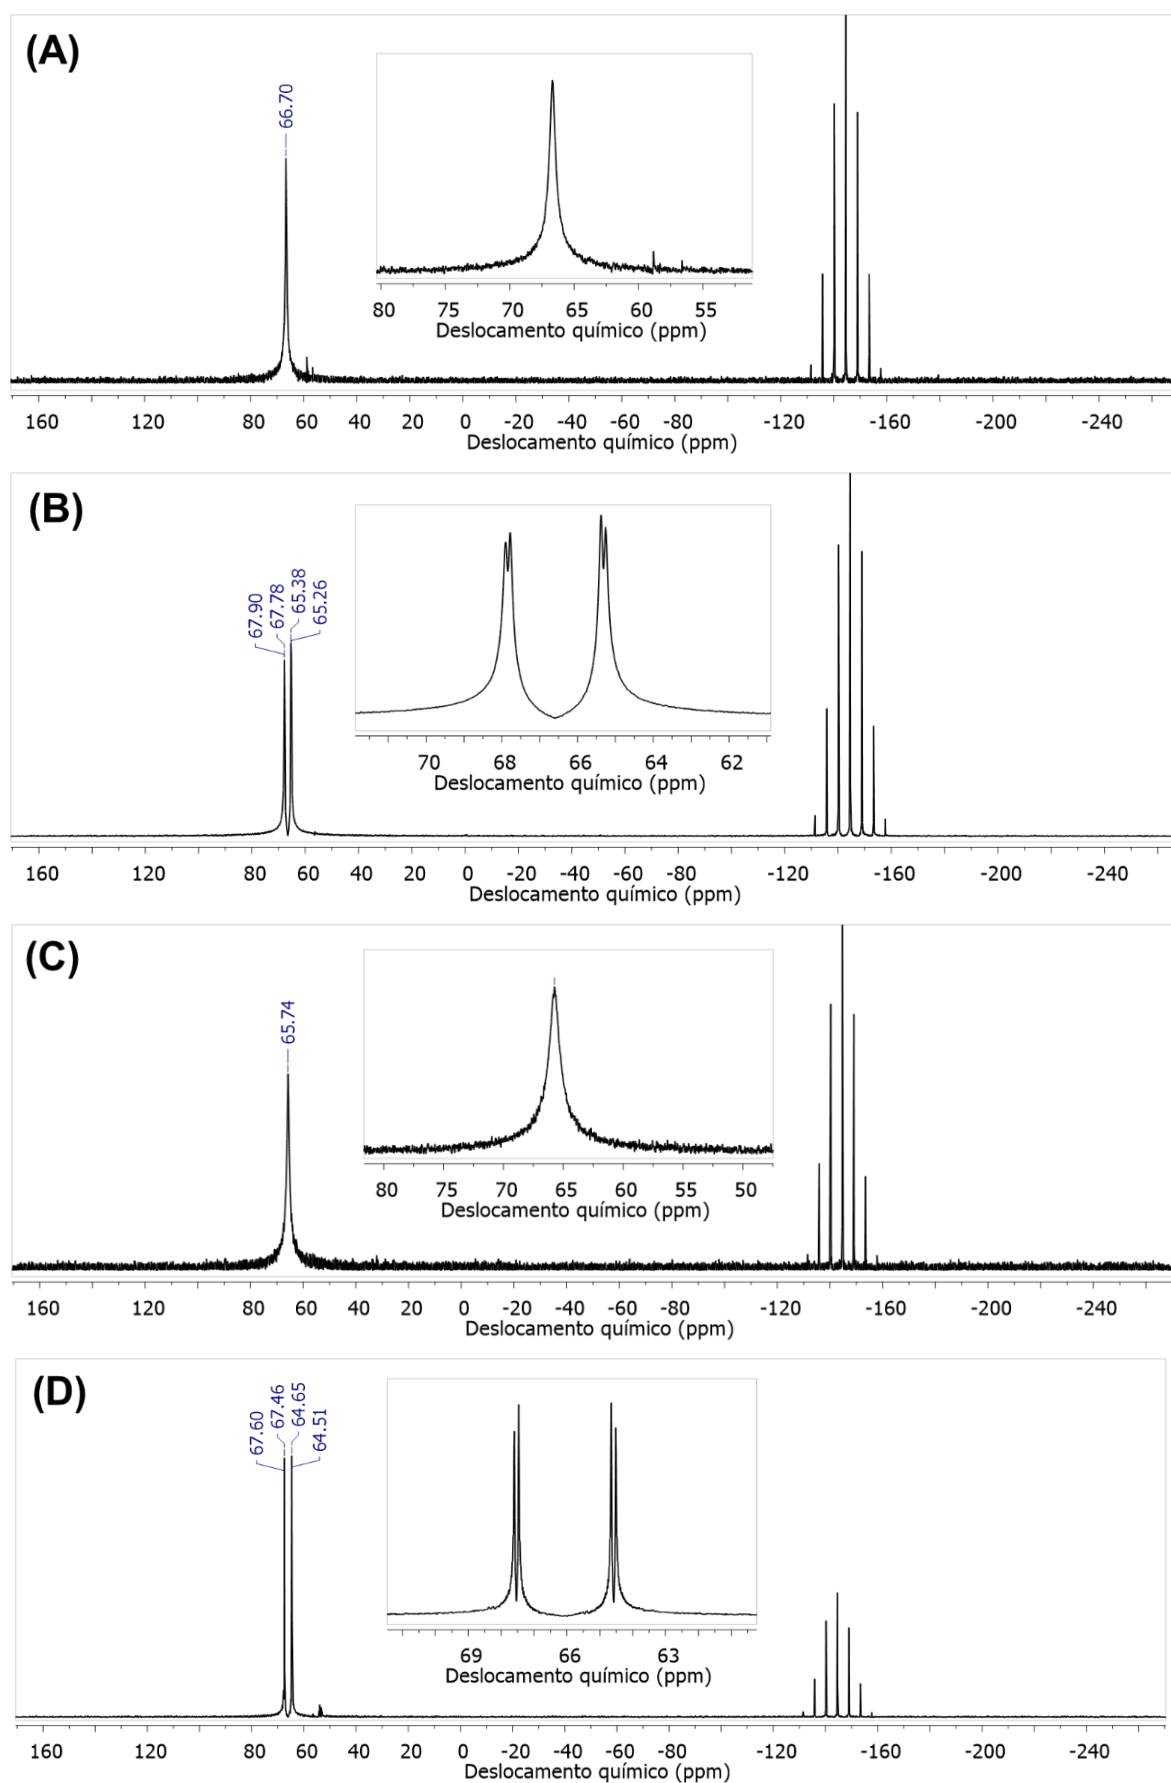 (A)
66.70
80 75 70 65 60 55
Deslocamento químico (ppm)
160 120 80 60 40 20 0 -20 -40 -60 -80 -120 -160 -200 -240
Deslocamento químico (ppm)
(B)
67.90
67.78
65.38
65.26
70 68 66 64 62
Deslocamento químico (ppm)
160 120 80 60 40 20 0 -20 -40 -60 -80 -120 -160 -200 -240
Deslocamento químico (ppm)
(C)
65.74
80 75 70 65 60 55 50
Deslocamento químico (ppm)
160 120 80 60 40 20 0 -20 -40 -60 -80 -120 -160 -200 -240
Deslocamento químico (ppm)
(D)
67.60
67.46
64.65
64.51
69 66 63
Deslocamento químico (ppm)
160 120 80 60 40 20 0 -20 -40 -60 -80 -120 -160 -200 -240
Deslocamento químico (ppm)